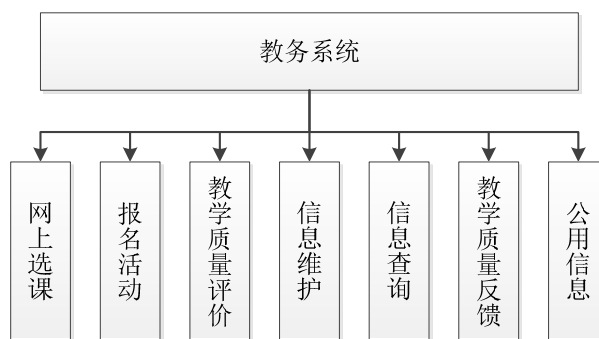 教务系统
网上选课
报名活动
教学质量评价
信息维护
信息查询
教学质量反馈
公用信息